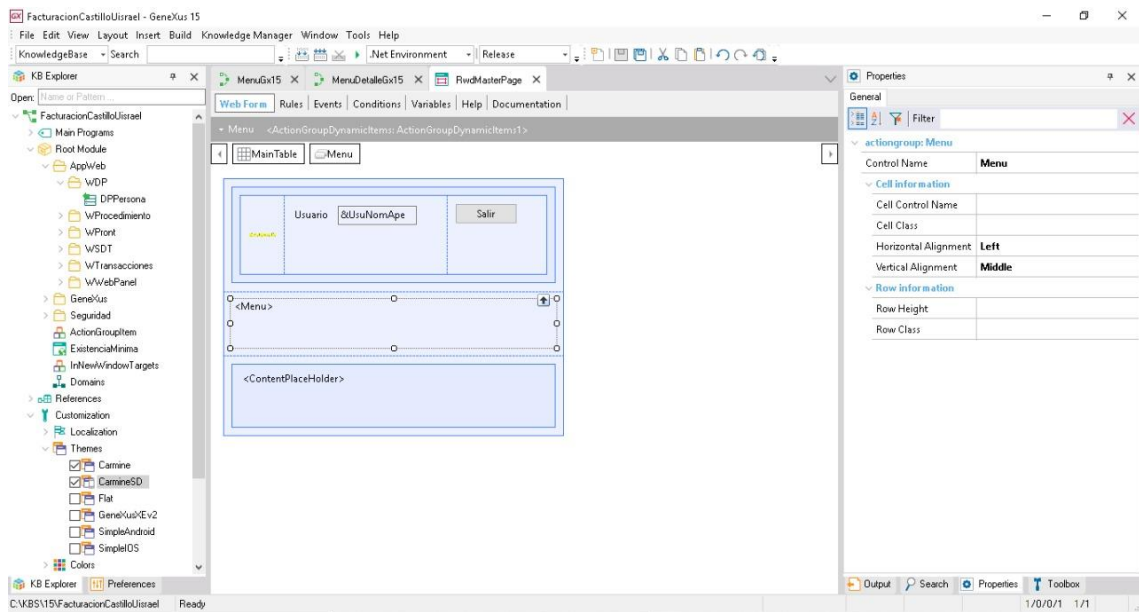 FacturacionCastilloUisrael - GeneXus 15
File Edit View Layout Insert Build Knowledge Manager Window Tools Help
KnowledgeBase Search .Net Environment Release
KB Explorer
Open: Name or Pattern ...
FacturacionCastilloUisrael
Main Programs
Root Module
AppWeb
WDP
DPPersona
WProcedimiento
WPront
WSDT
WTransacciones
WWebPanel
GeneXus
Seguridad
ActionGroupItem
ExistenciaMinima
InNewWindowTargets
Domains
References
Customization
Localization
Themes
Carmine
CarmineSD
Flat
GeneXusXEv2
SimpleAndroid
SimpleIOS
Colors
KB Explorer Preferences
MenuGx15 MenuDetalleGx15 RwdMasterPage
Web Form Rules Events Conditions Variables Help Documentation
Menu <ActionGroupDynamicItems: ActionGroupDynamicItems1>
MainTable Menu
Usuario &UsuNomApe Salir
<Menu>
<ContentPlaceHolder>
Properties
General
Filter
actiongroup: Menu
Control Name Menu
Cell information
Cell Control Name
Cell Class
Horizontal Alignment Left
Vertical Alignment Middle
Row information
Row Height
Row Class
Output Search Properties Toolbox
C:\KBS\15\FacturacionCastilloUisrael Ready 1/0/0/1 1/1